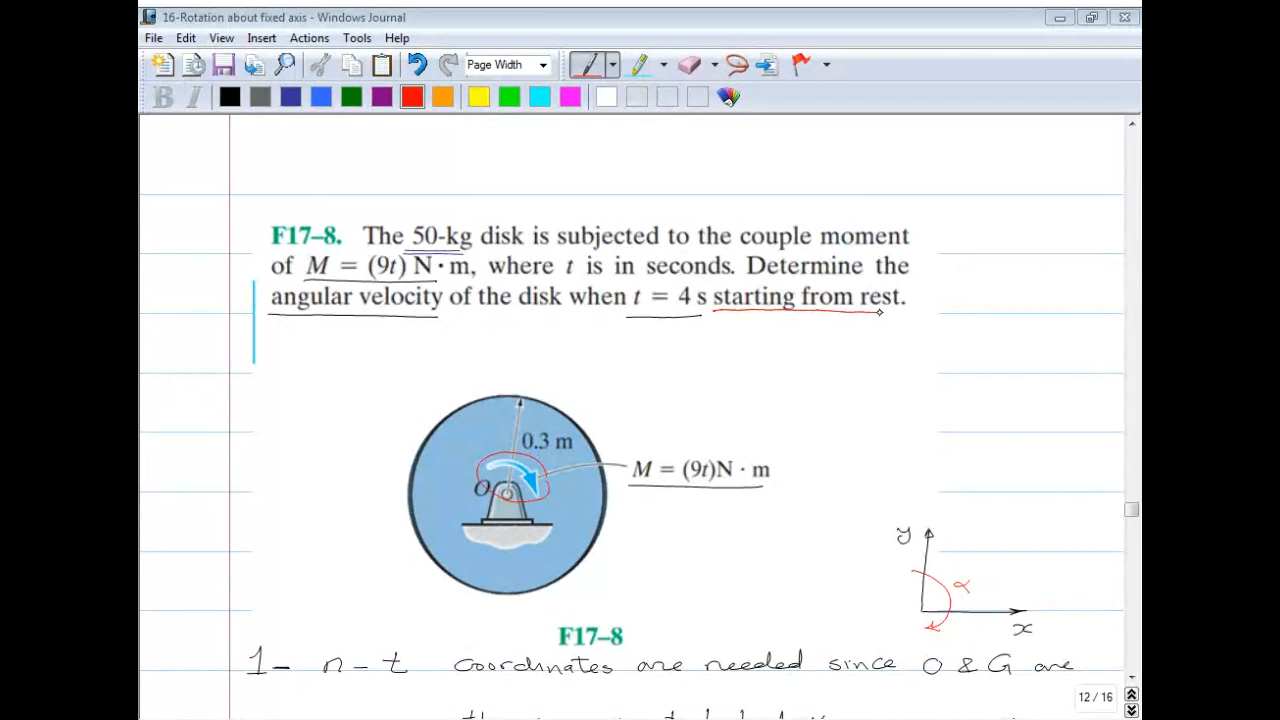 16-Rotation about fixed axis - Windows Journal
File Edit View Insert Actions Tools Help
Page Width
B I
F17–8. The 50-kg disk is subjected to the couple moment
of M = (9t) N · m, where t is in seconds. Determine the
angular velocity of the disk when t = 4 s starting from rest.
0.3 m
O
M = (9t)N · m
y
α
x
F17–8
1- n - t coordinates are needed since O & G are
12 / 16